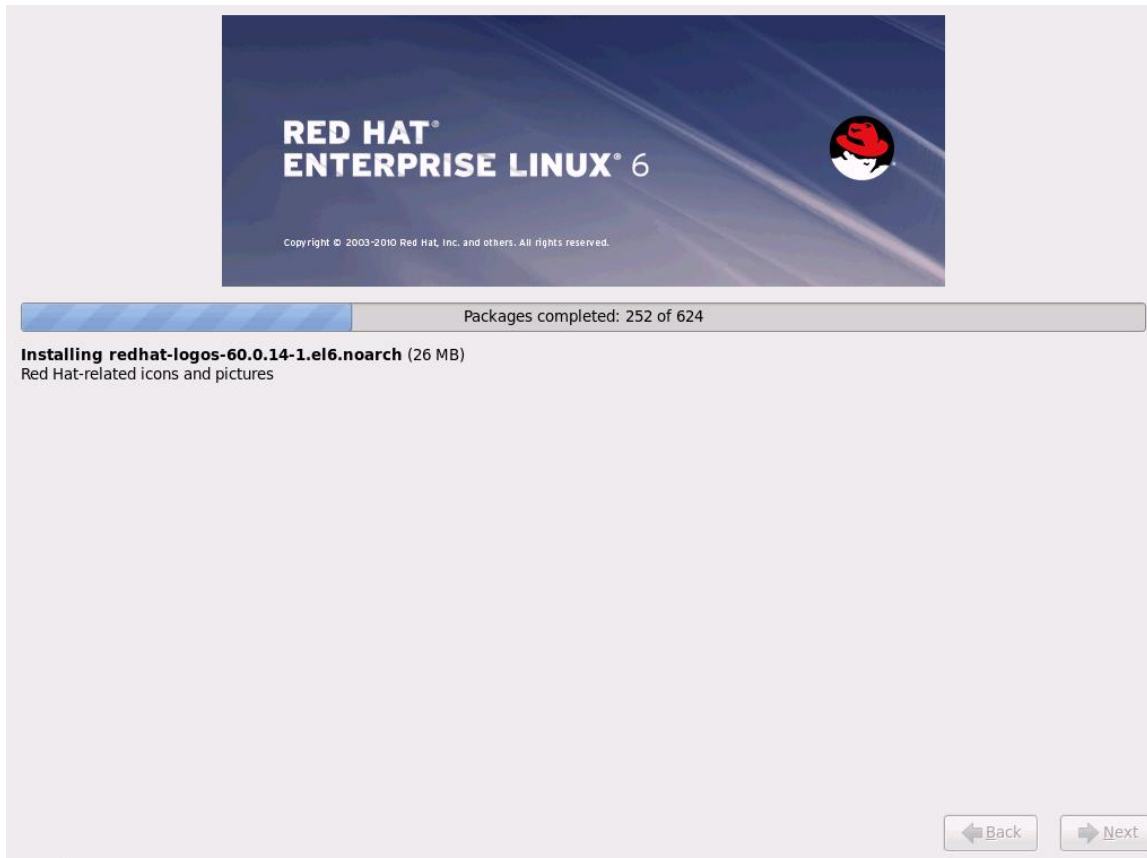 RED HAT®
ENTERPRISE LINUX® 6
Copyright © 2003-2010 Red Hat, Inc. and others. All rights reserved.
Packages completed: 252 of 624
Installing redhat-logos-60.0.14-1.el6.noarch (26 MB)
Red Hat-related icons and pictures
Back
Next